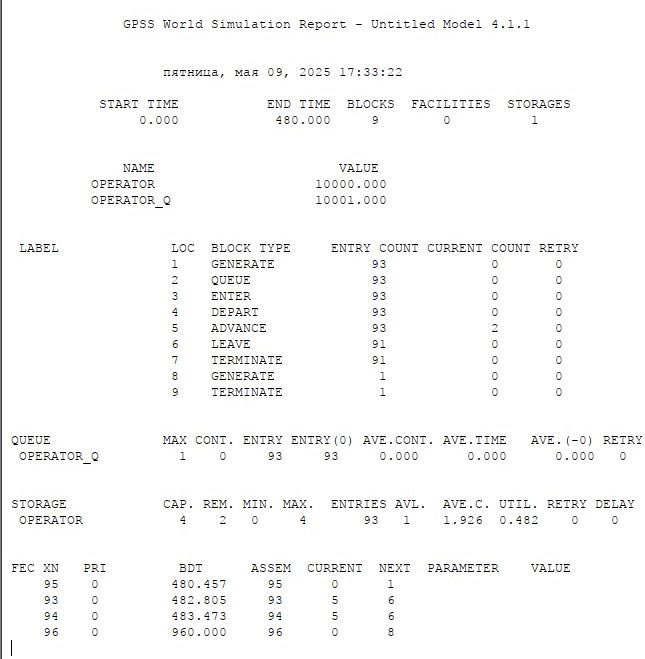 GPSS World Simulation Report - Untitled Model 4.1.1
пятница, мая 09, 2025 17:33:22
START TIME END TIME BLOCKS FACILITIES STORAGES
0.000 480.000 9 0 1
NAME VALUE
OPERATOR 10000.000
OPERATOR_Q 10001.000
LABEL LOC BLOCK TYPE ENTRY COUNT CURRENT COUNT RETRY
1 GENERATE 93 0 0
2 QUEUE 93 0 0
3 ENTER 93 0 0
4 DEPART 93 0 0
5 ADVANCE 93 2 0
6 LEAVE 91 0 0
7 TERMINATE 91 0 0
8 GENERATE 1 0 0
9 TERMINATE 1 0 0
QUEUE MAX CONT. ENTRY ENTRY(0) AVE.CONT. AVE.TIME AVE.(-0) RETRY
OPERATOR_Q 1 0 93 93 0.000 0.000 0.000 0
STORAGE CAP. REM. MIN. MAX. ENTRIES AVL. AVE.C. UTIL. RETRY DELAY
OPERATOR 4 2 0 4 93 1 1.926 0.482 0 0
FEC XN PRI BDT ASSEM CURRENT NEXT PARAMETER VALUE
95 0 480.457 95 0 1
93 0 482.805 93 5 6
94 0 483.473 94 5 6
96 0 960.000 96 0 8